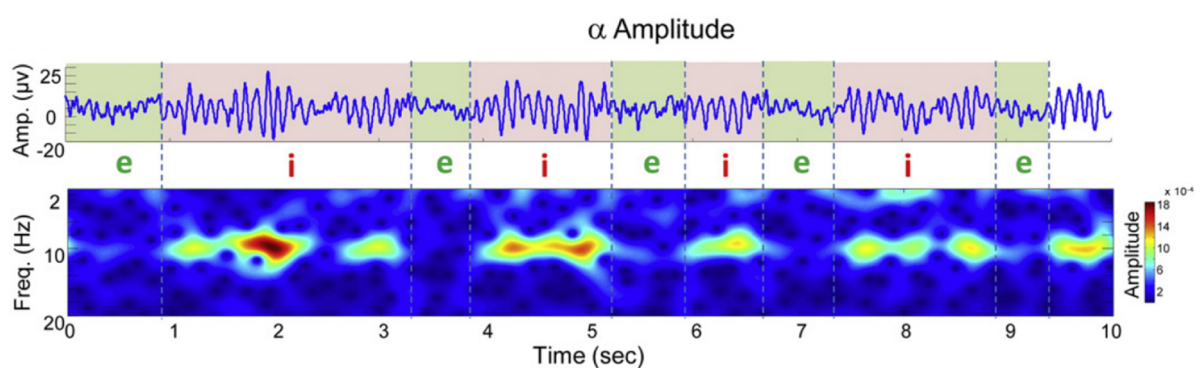 α Amplitude
Amp. (μv)
25
0
-20
e i e i e i e i e
Freq. (Hz)
2
10
20
0 1 2 3 4 5 6 7 8 9 10
Time (sec)
x 10⁻⁴
18
14
10
6
2
Amplitude